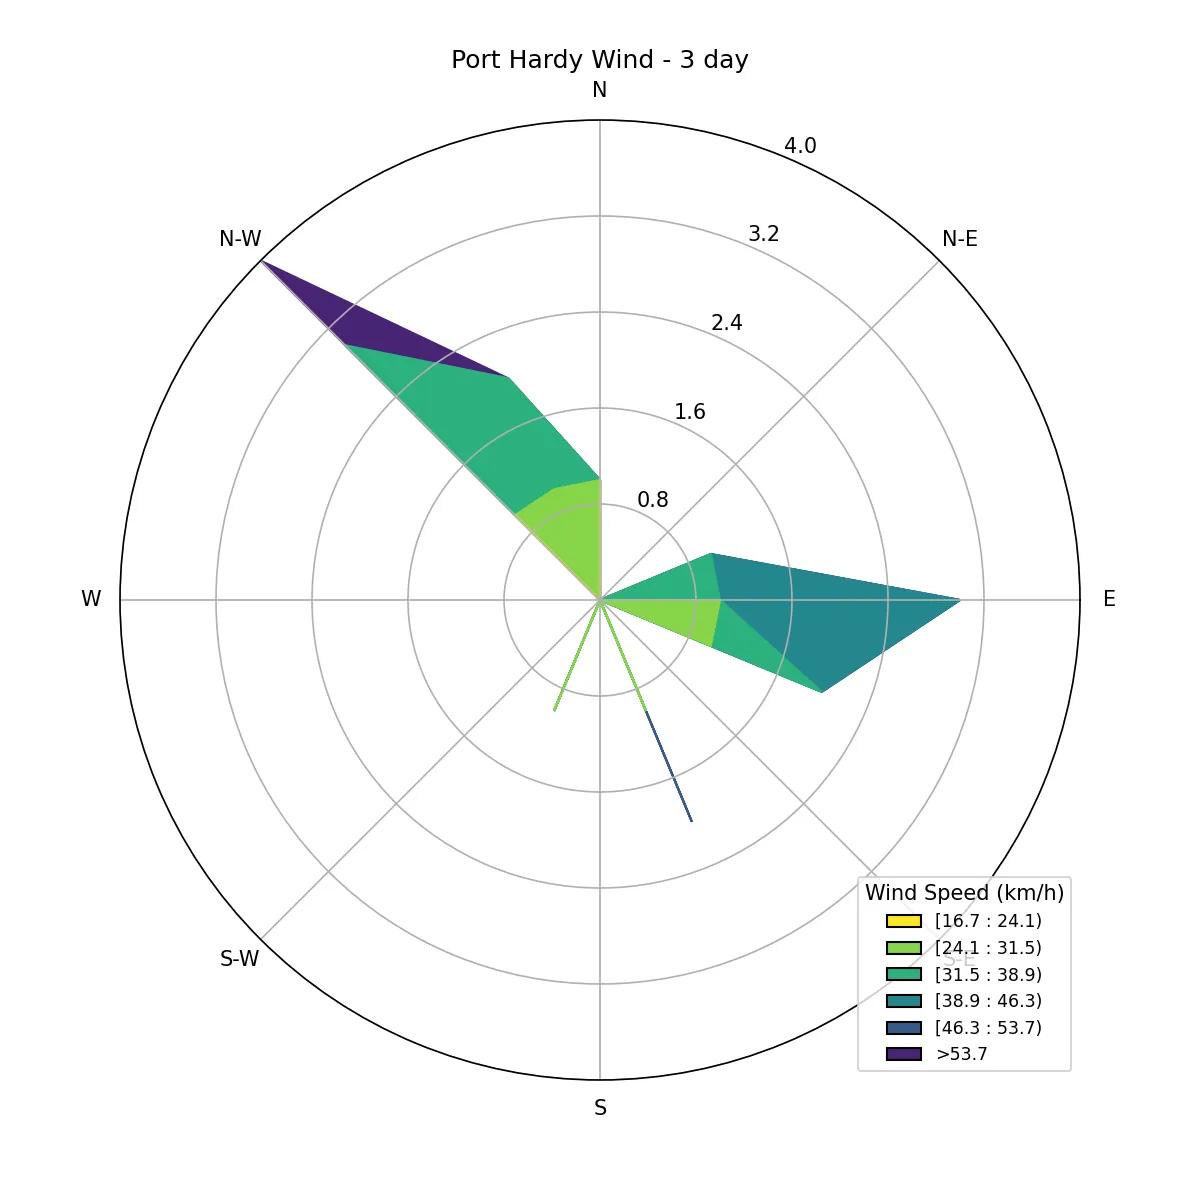 Port Hardy Wind - 3 day
N
4.0
N-W
N-E
3.2
2.4
1.6
0.8
W
E
S-W
S-E
S
Wind Speed (km/h)
[16.7 : 24.1)
[24.1 : 31.5)
[31.5 : 38.9)
[38.9 : 46.3)
[46.3 : 53.7)
>53.7